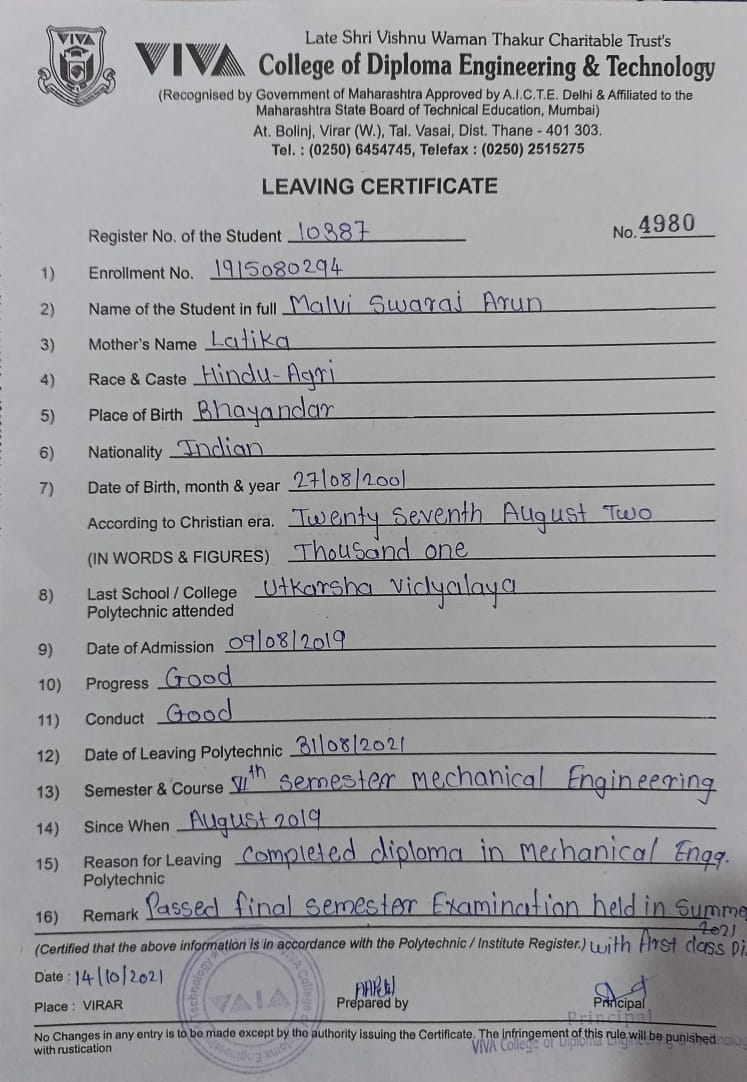 VIVA
Late Shri Vishnu Waman Thakur Charitable Trust's
VIVA College of Diploma Engineering & Technology
(Recognised by Government of Maharashtra Approved by A.I.C.T.E. Delhi & Affiliated to the
Maharashtra State Board of Technical Education, Mumbai)
At. Bolinj, Virar (W.), Tal. Vasai, Dist. Thane - 401 303.
Tel. : (0250) 6454745, Telefax : (0250) 2515275
LEAVING CERTIFICATE
Register No. of the Student 10387 No. 4980
1) Enrollment No. 1915080294
2) Name of the Student in full Malvi Swaraj Arun
3) Mother's Name Latika
4) Race & Caste Hindu-Agri
5) Place of Birth Bhayandar
6) Nationality Indian
7) Date of Birth, month & year 27/08/2001
According to Christian era. Twenty Seventh August Two
(IN WORDS & FIGURES) Thousand one
8) Last School / College Utkarsha Vidyalaya
Polytechnic attended
9) Date of Admission 09/08/2019
10) Progress Good
11) Conduct Good
12) Date of Leaving Polytechnic 31/08/2021
13) Semester & Course VIth semester Mechanical Engineering
14) Since When August 2019
15) Reason for Leaving completed diploma in Mechanical Engg.
Polytechnic
16) Remark Passed final semester Examination held in Summe
2021
(Certified that the above information is in accordance with the Polytechnic / Institute Register.) with first class Di
Date : 14/10/2021
Place : VIRAR Prepared by Principal
Principal
No Changes in any entry is to be made except by the authority issuing the Certificate. The infringement of this rule will be punished
with rustication VIVA College of Diploma Engineering